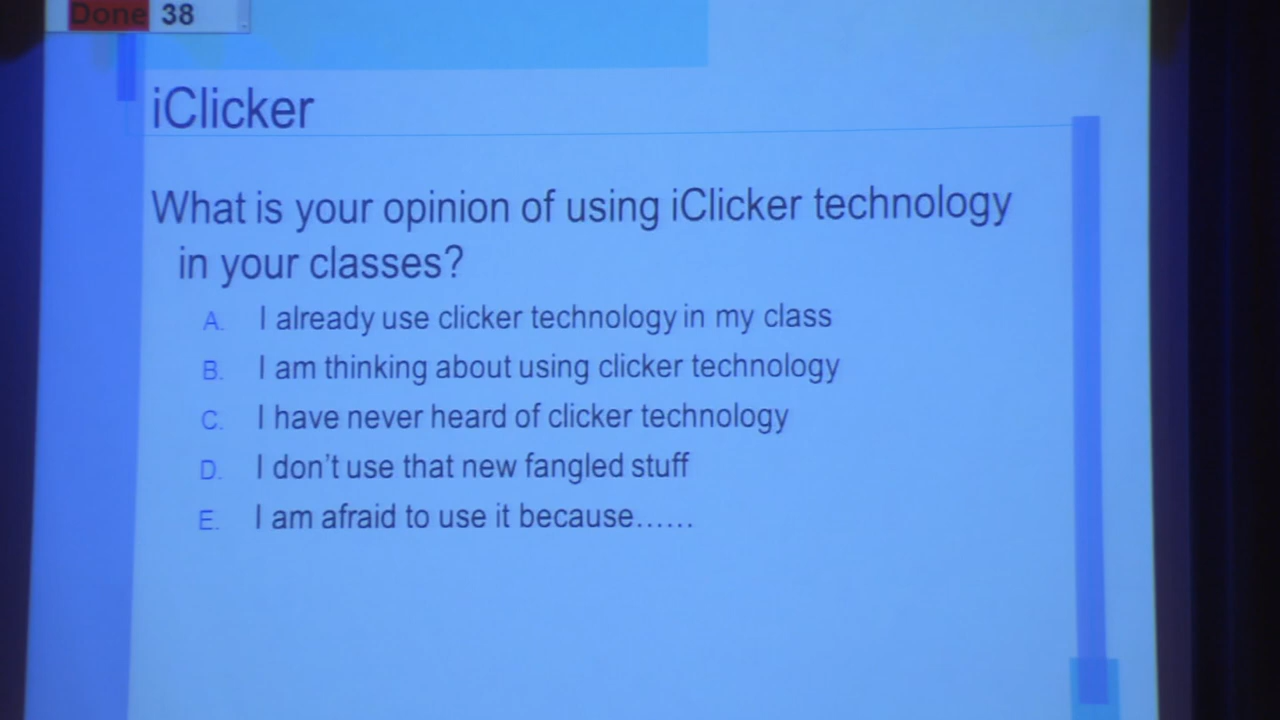 Done 38
iClicker
What is your opinion of using iClicker technology
in your classes?
A. I already use clicker technology in my class
B. I am thinking about using clicker technology
C. I have never heard of clicker technology
D. I don't use that new fangled stuff
E. I am afraid to use it because......